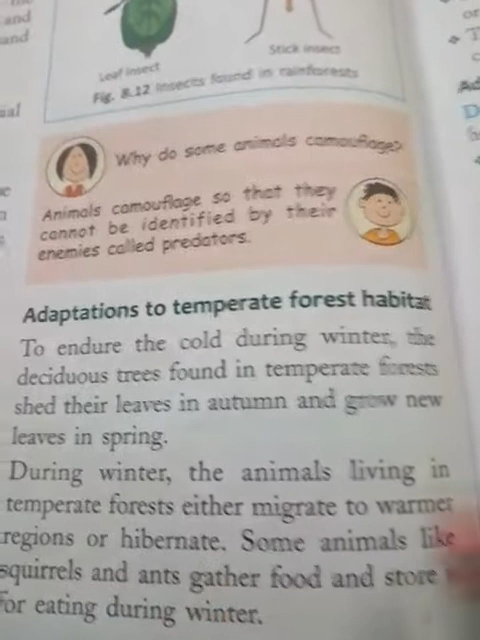 and
and
Leaf insect
Stick insect
Fig. 8.12 Insects found in rainforests
Why do some animals camouflage?
Animals camouflage so that they
cannot be identified by their
enemies called predators.
Adaptations to temperate forest habitat
To endure the cold during winter, the
deciduous trees found in temperate forests
shed their leaves in autumn and grow new
leaves in spring.
During winter, the animals living in
temperate forests either migrate to warmer
regions or hibernate. Some animals like
squirrels and ants gather food and store
for eating during winter.